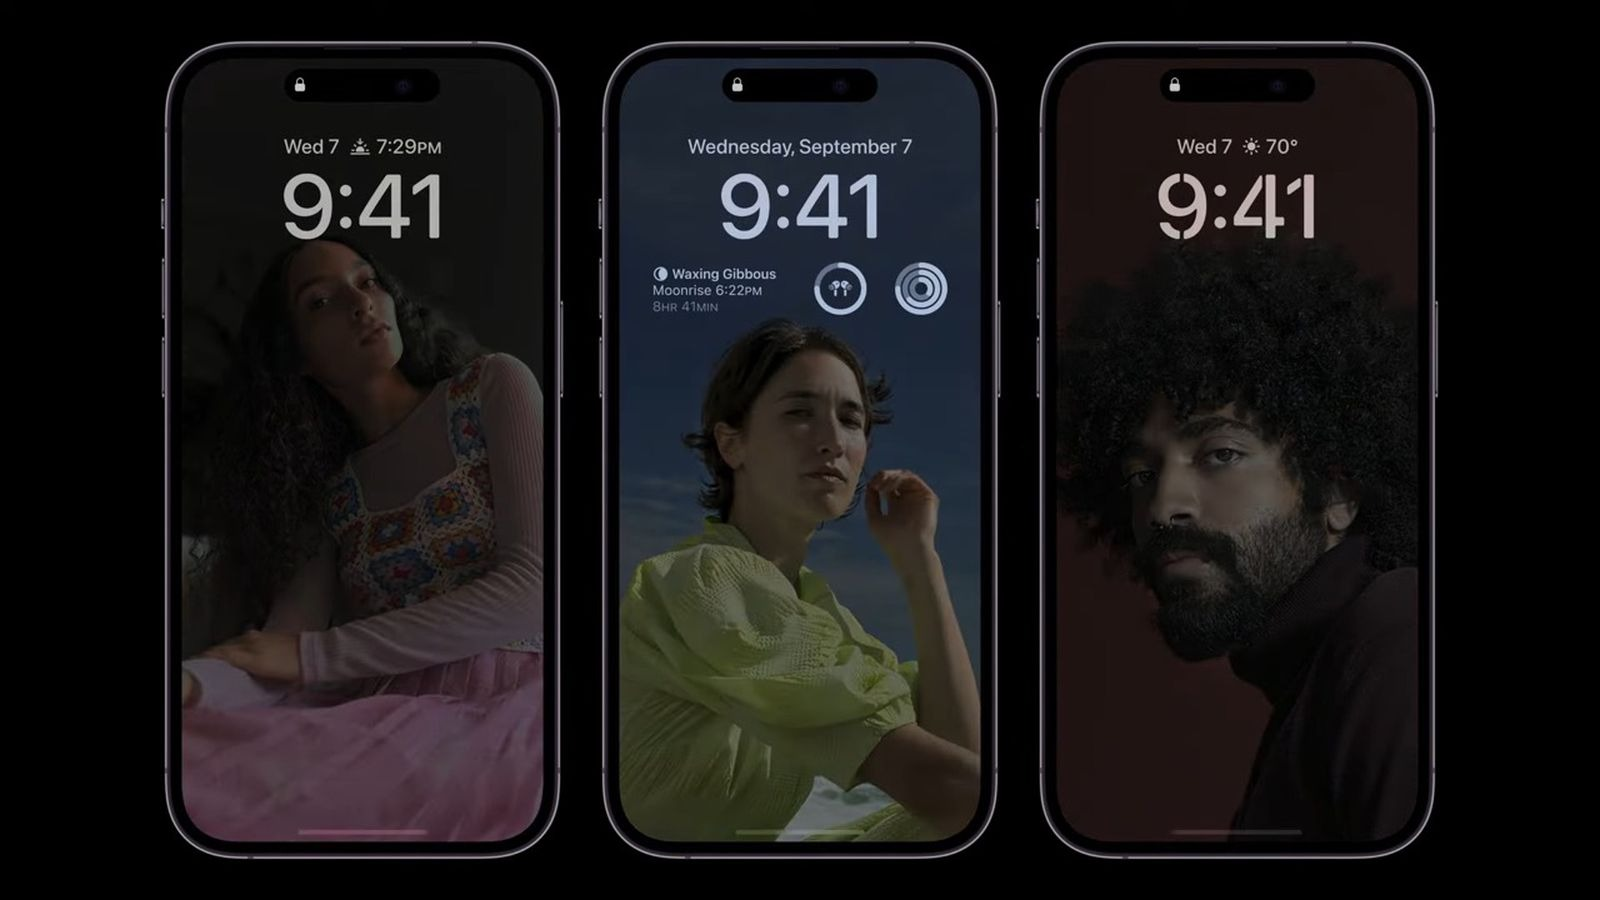 Wed 7 7:29PM
9:41
Wednesday, September 7
9:41
Waxing Gibbous
Moonrise 6:22PM
8HR 41MIN
Wed 7 70°
9:41